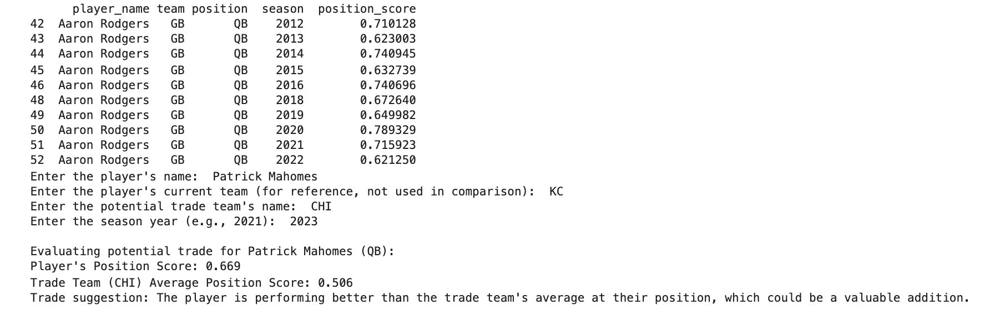 player_name team position season position_score
42 Aaron Rodgers GB QB 2012 0.710128
43 Aaron Rodgers GB QB 2013 0.623003
44 Aaron Rodgers GB QB 2014 0.740945
45 Aaron Rodgers GB QB 2015 0.632739
46 Aaron Rodgers GB QB 2016 0.740696
48 Aaron Rodgers GB QB 2018 0.672640
49 Aaron Rodgers GB QB 2019 0.649982
50 Aaron Rodgers GB QB 2020 0.789329
51 Aaron Rodgers GB QB 2021 0.715923
52 Aaron Rodgers GB QB 2022 0.621250
Enter the player's name:  Patrick Mahomes
Enter the player's current team (for reference, not used in comparison):  KC
Enter the potential trade team's name:  CHI
Enter the season year (e.g., 2021):  2023
Evaluating potential trade for Patrick Mahomes (QB):
Player's Position Score: 0.669
Trade Team (CHI) Average Position Score: 0.506
Trade suggestion: The player is performing better than the trade team's average at their position, which could be a valuable addition.